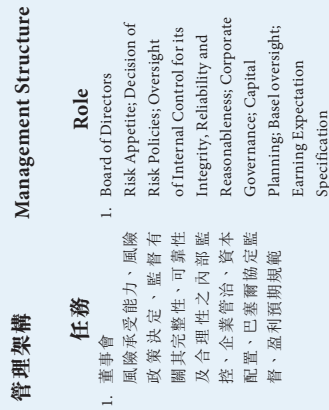 管理架構
Management Structure
任務
Role
1. 董事會
風險承受能力、風險
政策決定、監督有
關其完整性、可靠性
及合理性之內部監
控、企業管治、資本
配置、巴塞爾協定監
督、盈利預期規範
1. Board of Directors
Risk Appetite; Decision of
Risk Policies; Oversight
of Internal Control for its
Integrity, Reliability and
Reasonableness; Corporate
Governance; Capital
Planning; Basel oversight;
Earning Expectation
Specification